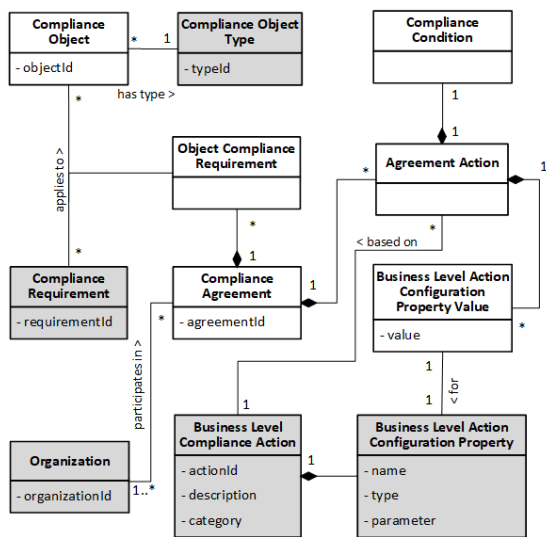 Compliance
Object
- objectId
*
1
Compliance Object
Type
- typeId
has type >
*
applies to >
*
Compliance
Condition
1
1
Agreement Action
1
*
*
Object Compliance
Requirement
*
1
< based on
Compliance
Requirement
- requirementId
Compliance
Agreement
- agreementId
1
*
Business Level Action
Configuration
Property Value
- value
*
participates in >
1
1
< for
1
Organization
- organizationId
1..*
Business Level
Compliance Action
- actionId
- description
- category
1
Business Level Action
Configuration Property
- name
- type
- parameter